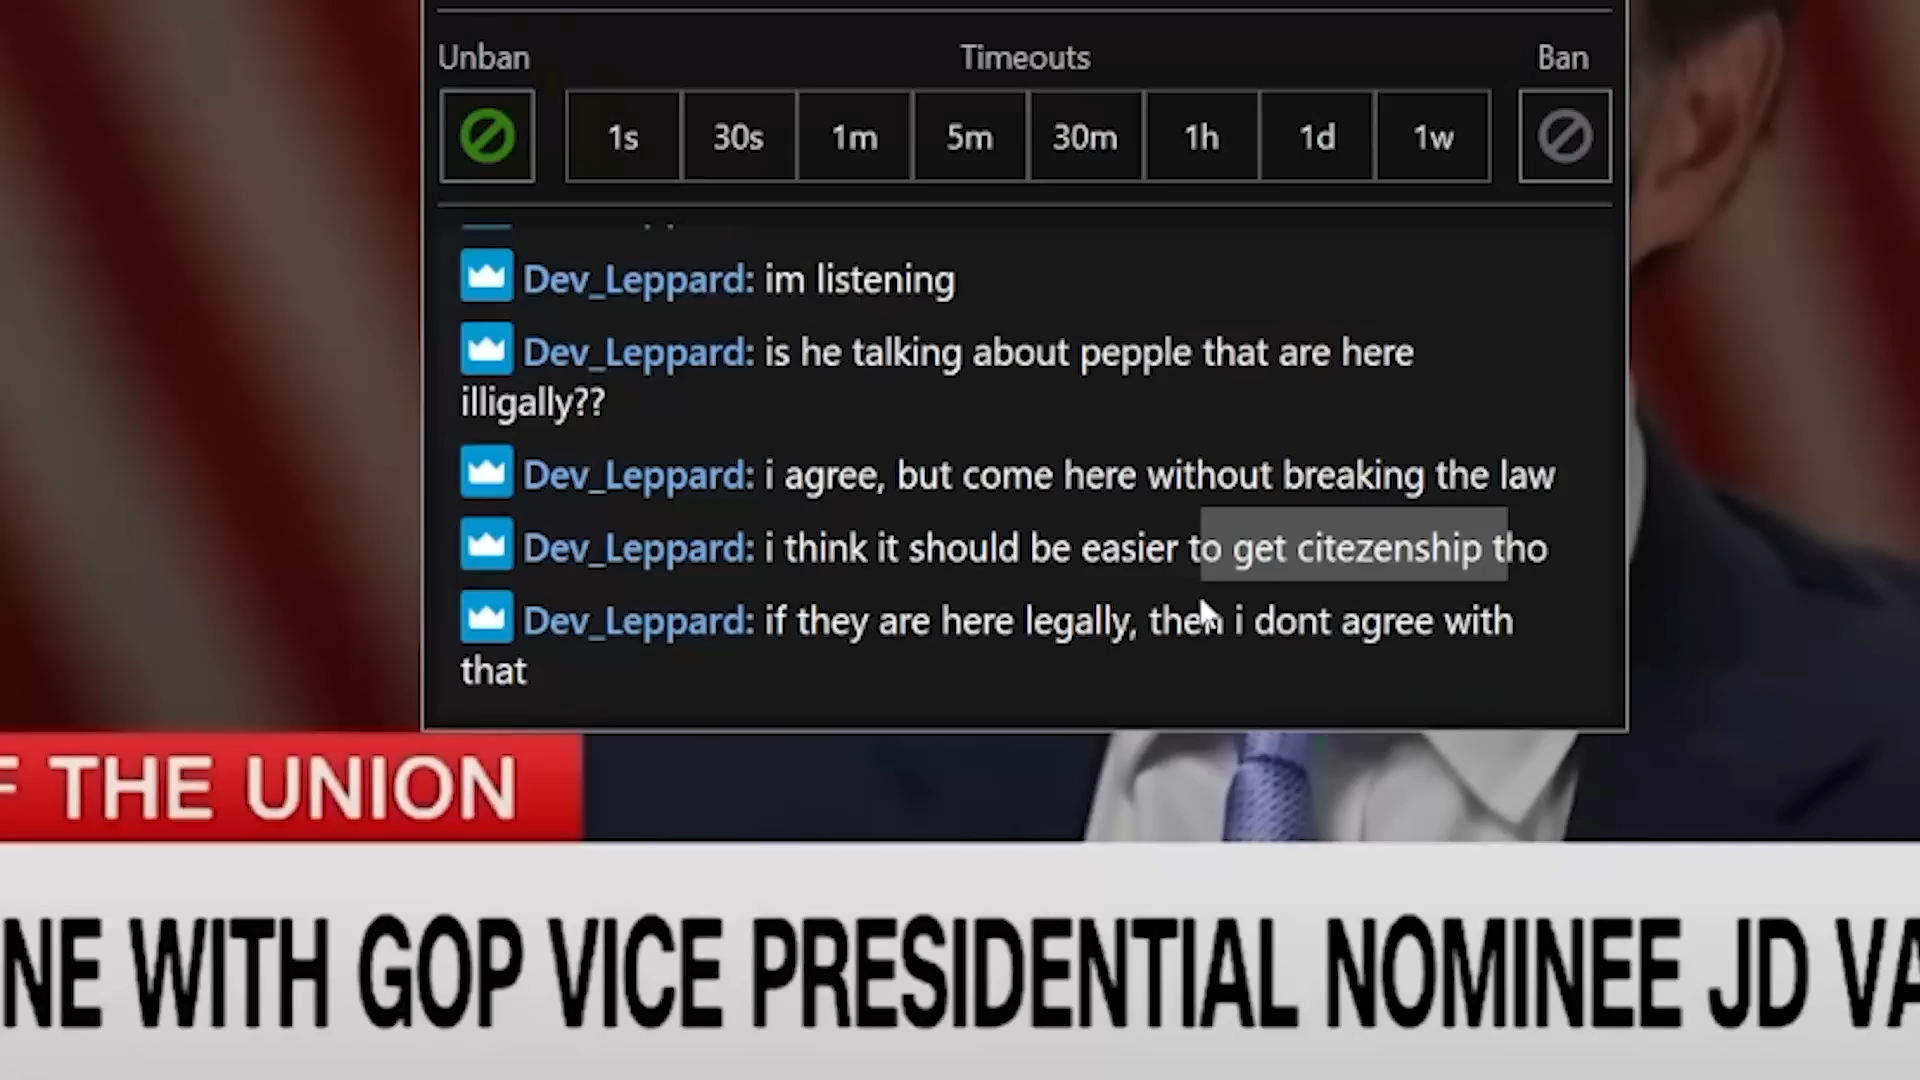 Unban Timeouts Ban
1s 30s 1m 5m 30m 1h 1d 1w
Dev_Leppard: im listening
Dev_Leppard: is he talking about pepple that are here
illigally??
Dev_Leppard: i agree, but come here without breaking the law
Dev_Leppard: i think it should be easier to get citezenship tho
Dev_Leppard: if they are here legally, then i dont agree with
that
F THE UNION
NE WITH GOP VICE PRESIDENTIAL NOMINEE JD VA